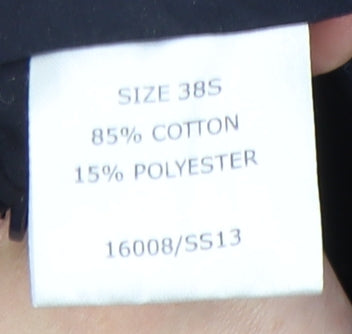 SIZE 38S
85% COTTON
15% POLYESTER
16008/SS13